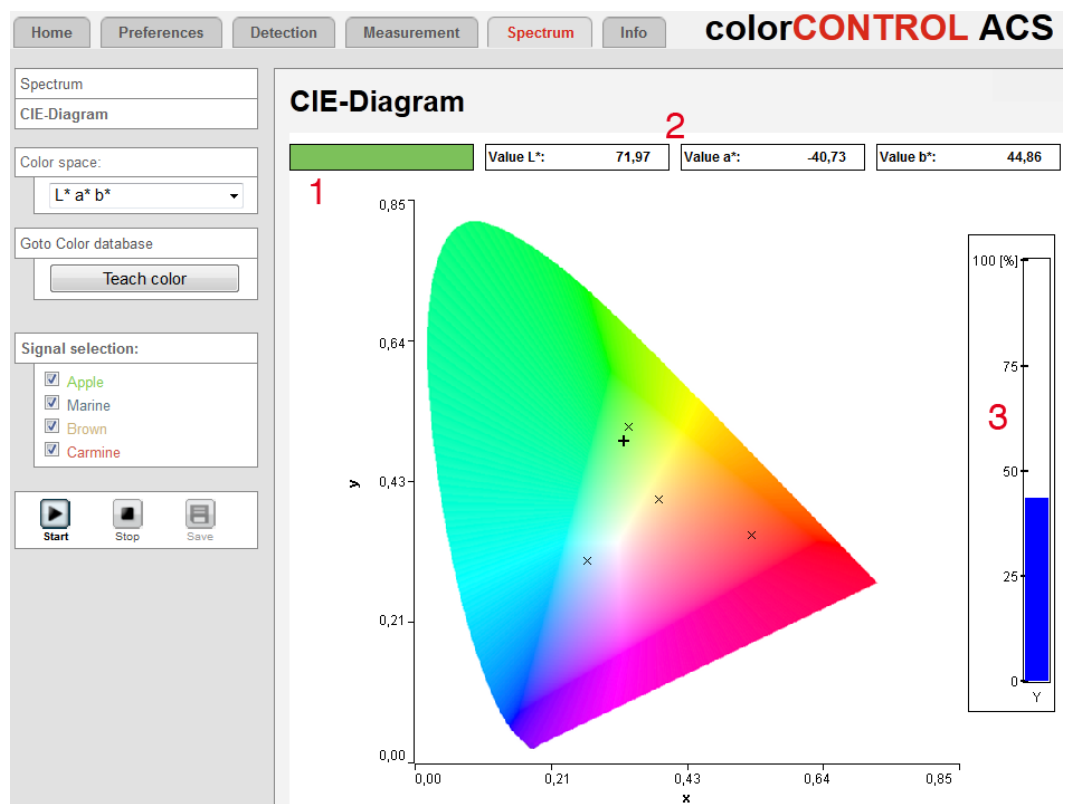 Home Preferences Detection Measurement Spectrum Info colorCONTROL ACS
Spectrum
CIE-Diagram
Color space:
L* a* b*
Goto Color database
Teach color
Signal selection:
Apple
Marine
Brown
Carmine
Start Stop Save
CIE-Diagram
2
Value L*: 71,97 Value a*: -40,73 Value b*: 44,86
1
0,85
0,64
y 0,43
0,21
0,00
0,00 0,21 0,43 0,64 0,85
x
100 [%]
75
3
50
25
0
Y